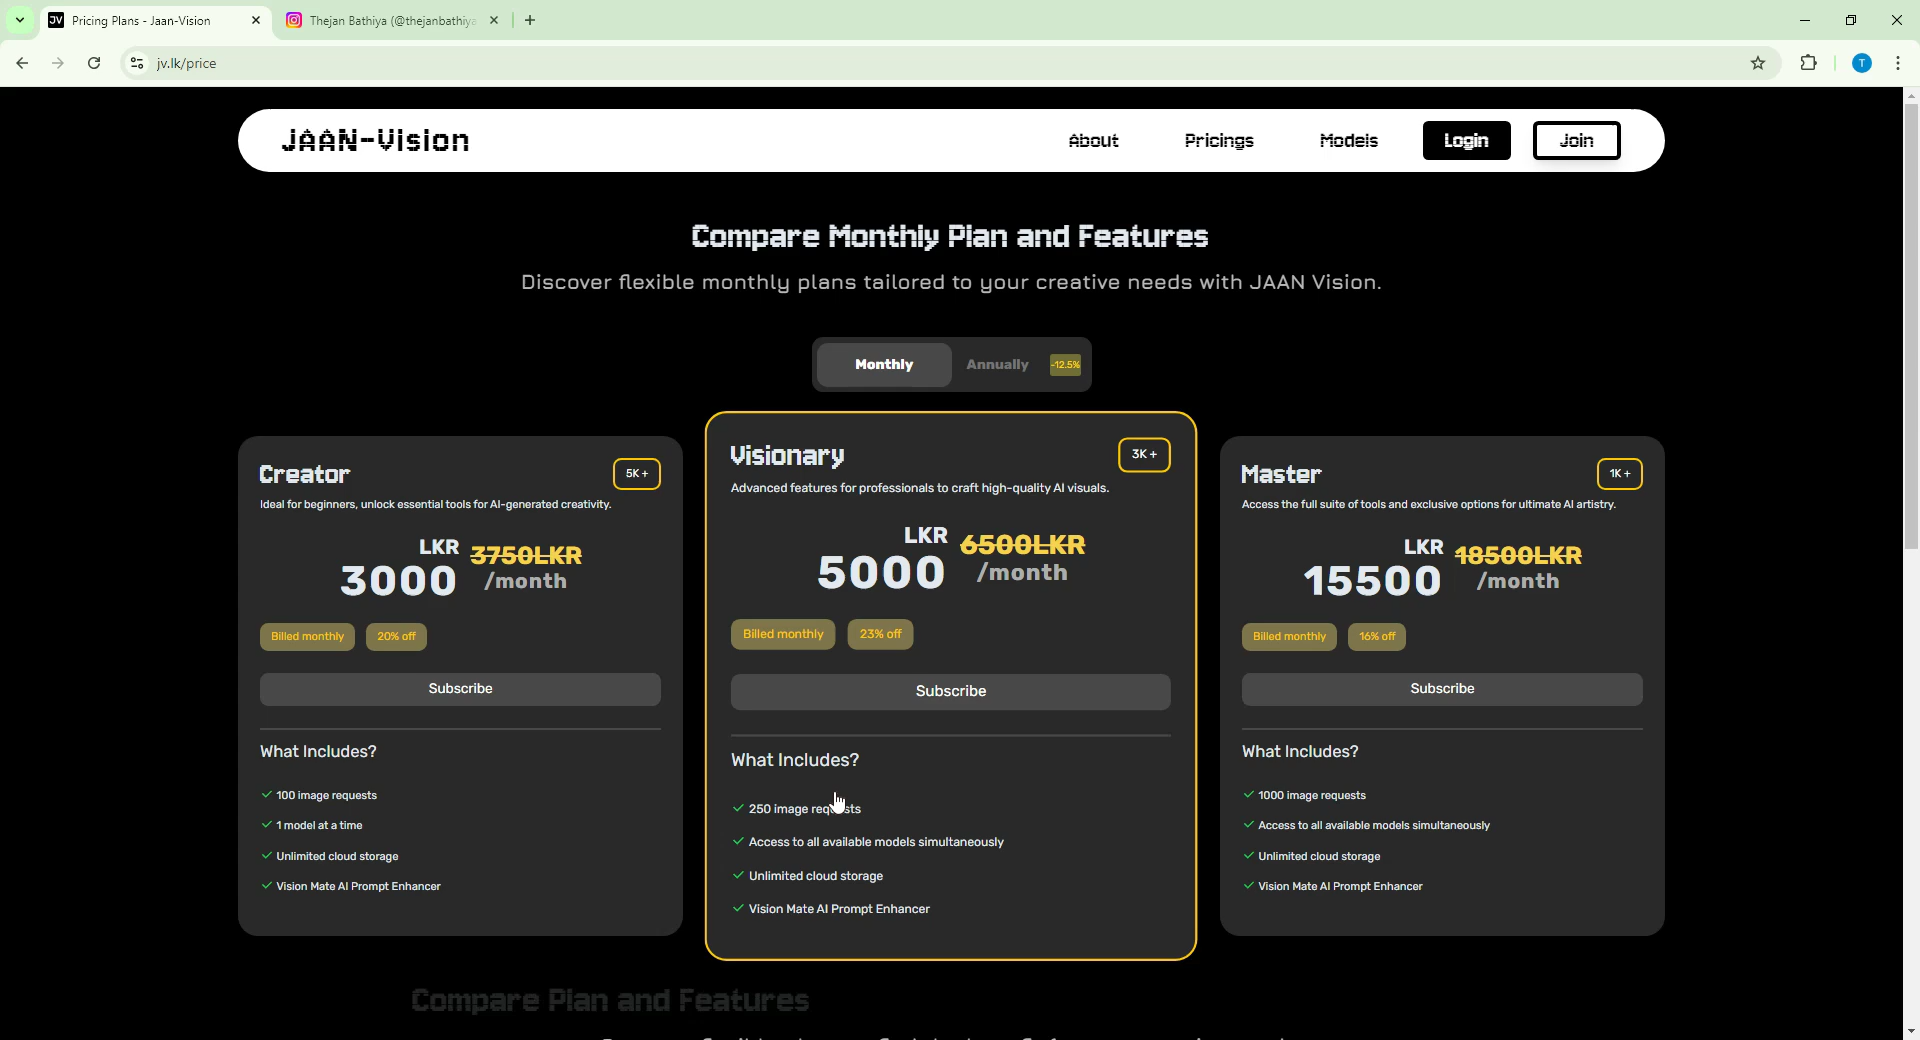 Pricing Plans - Jaan-Vision
Thejan Bathiya (@thejanbathiya
jv.lk/price
T
JAAN-Vision
About
Pricings
Models
Login
Join
Compare Monthly Plan and Features
Discover flexible monthly plans tailored to your creative needs with JAAN Vision.
Monthly
Annually
-12.5%
Creator
5K+
Ideal for beginners, unlock essential tools for AI-generated creativity.
LKR 3750LKR
3000 /month
Billed monthly
20% off
Subscribe
What Includes?
100 image requests
1 model at a time
Unlimited cloud storage
Vision Mate AI Prompt Enhancer
Visionary
3K+
Advanced features for professionals to craft high-quality AI visuals.
LKR 6500LKR
5000 /month
Billed monthly
23% off
Subscribe
What Includes?
250 image requests
Access to all available models simultaneously
Unlimited cloud storage
Vision Mate AI Prompt Enhancer
Master
1K+
Access the full suite of tools and exclusive options for ultimate AI artistry.
LKR 18500LKR
15500 /month
Billed monthly
16% off
Subscribe
What Includes?
1000 image requests
Access to all available models simultaneously
Unlimited cloud storage
Vision Mate AI Prompt Enhancer
Compare Plan and Features